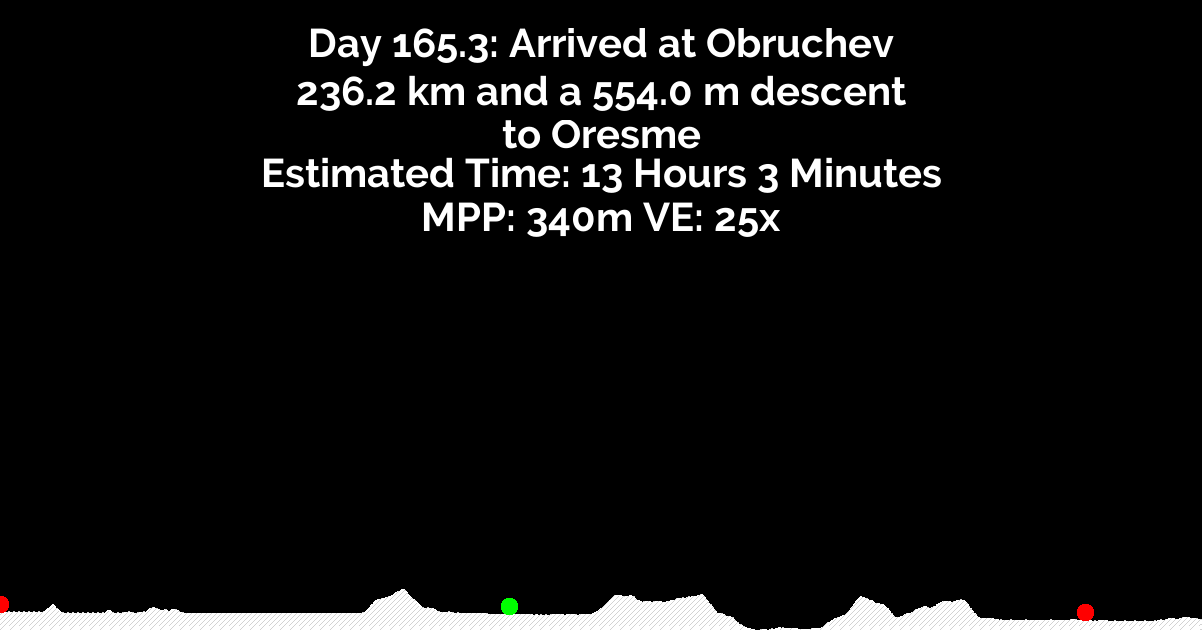 Day 165.3: Arrived at Obruchev
236.2 km and a 554.0 m descent
to Oresme
Estimated Time: 13 Hours 3 Minutes
MPP: 340m VE: 25x